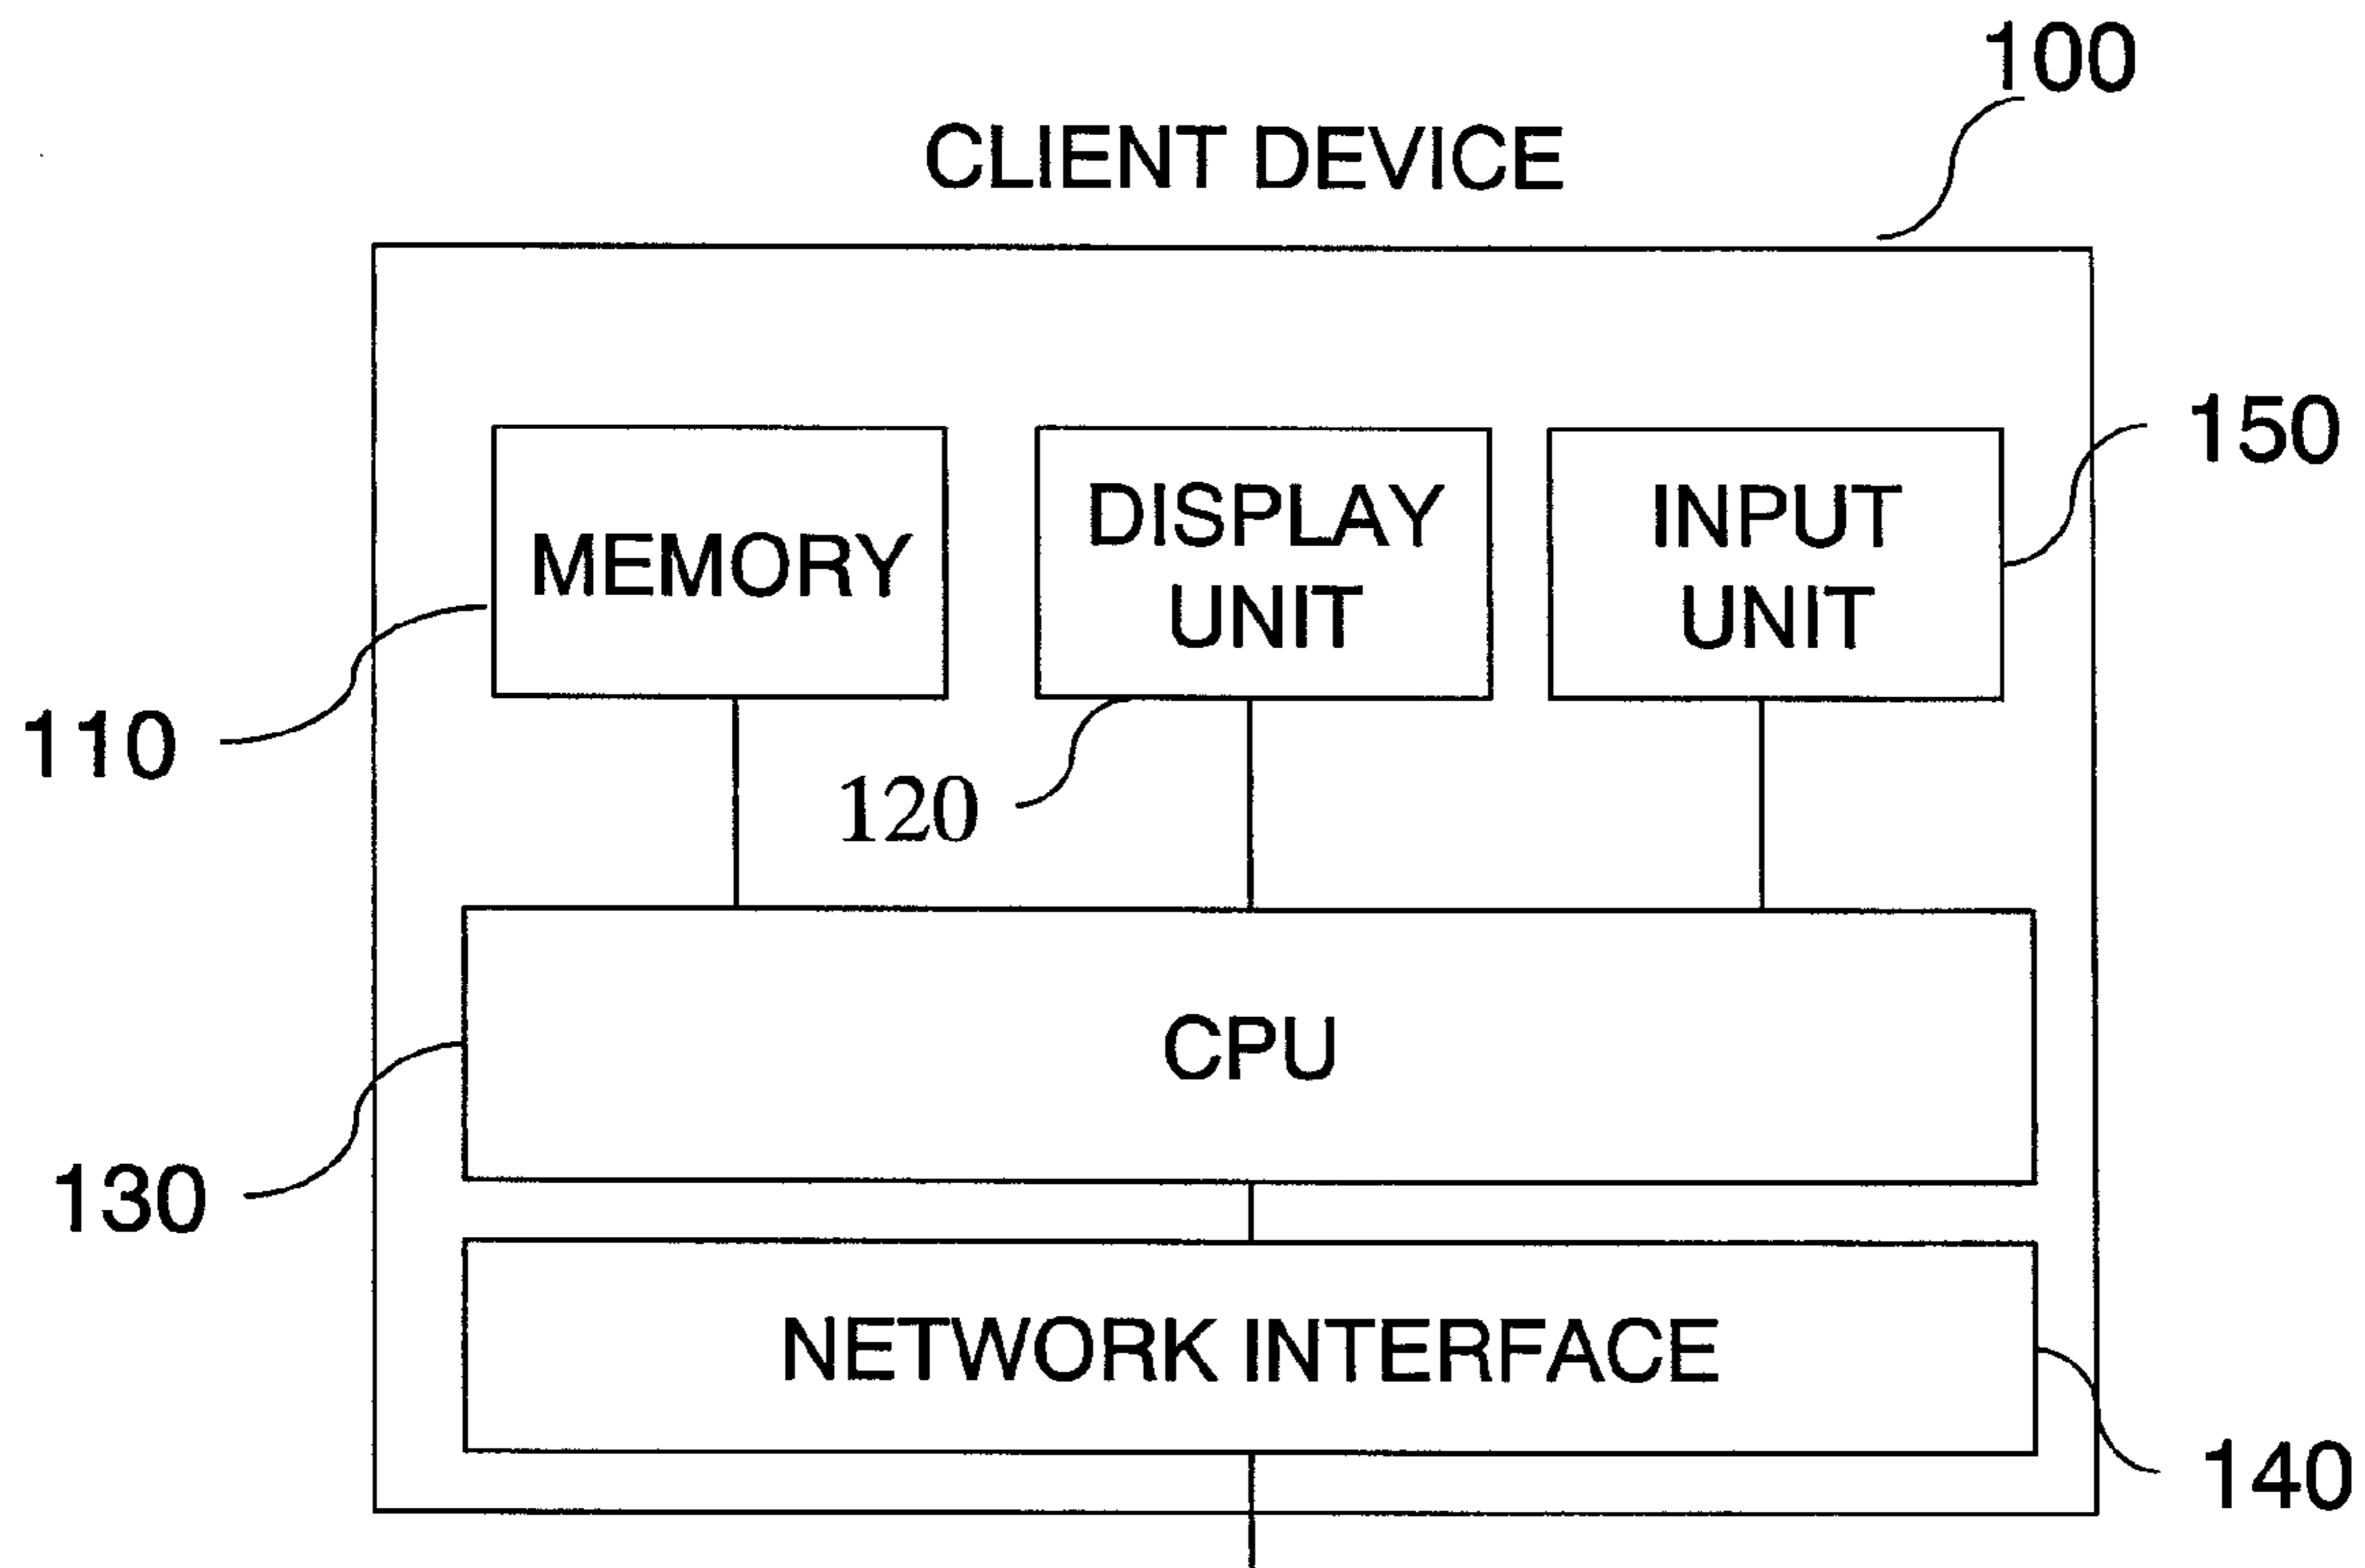 100
CLIENT DEVICE
150
MEMORY
DISPLAY
UNIT
INPUT
UNIT
110
120
CPU
130
NETWORK INTERFACE
140